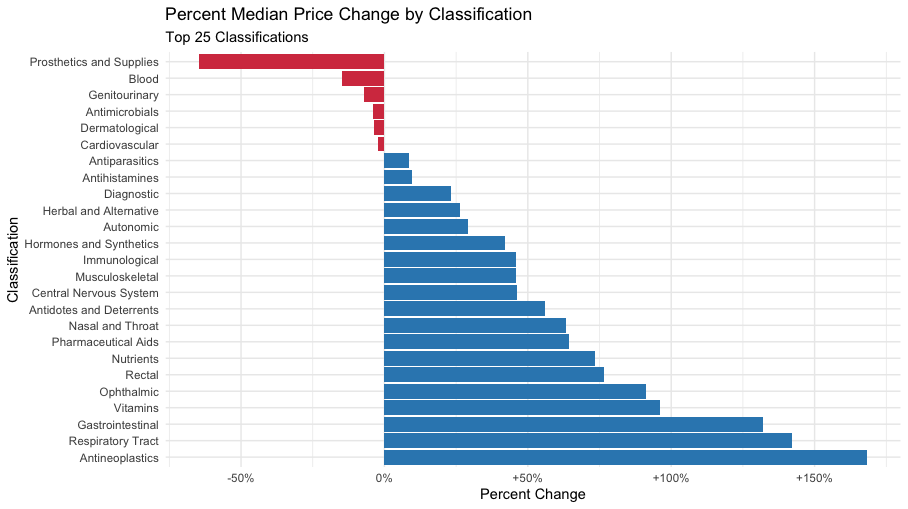 Percent Median Price Change by Classification
Top 25 Classifications
Classification
Prosthetics and Supplies
Blood
Genitourinary
Antimicrobials
Dermatological
Cardiovascular
Antiparasitics
Antihistamines
Diagnostic
Herbal and Alternative
Autonomic
Hormones and Synthetics
Immunological
Musculoskeletal
Central Nervous System
Antidotes and Deterrents
Nasal and Throat
Pharmaceutical Aids
Nutrients
Rectal
Ophthalmic
Vitamins
Gastrointestinal
Respiratory Tract
Antineoplastics
-50% 0% +50% +100% +150%
Percent Change